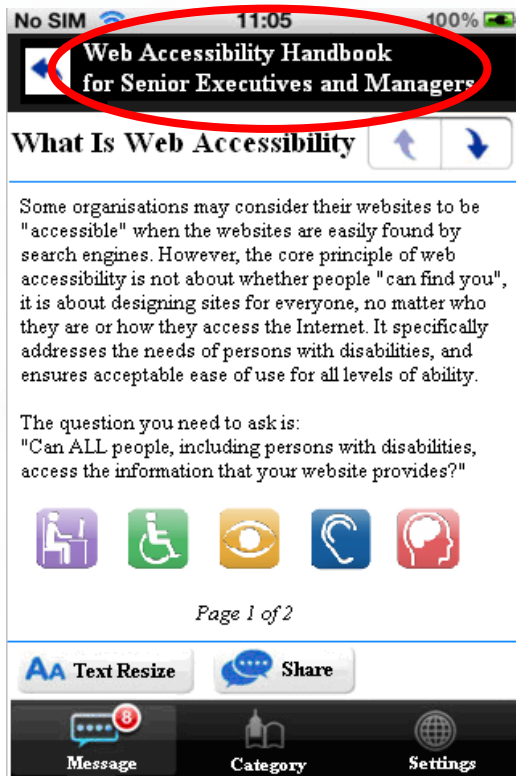 No SIM 11:05 100%
Web Accessibility Handbook
for Senior Executives and Managers
What Is Web Accessibility
Some organisations may consider their websites to be
"accessible" when the websites are easily found by
search engines. However, the core principle of web
accessibility is not about whether people "can find you",
it is about designing sites for everyone, no matter who
they are or how they access the Internet. It specifically
addresses the needs of persons with disabilities, and
ensures acceptable ease of use for all levels of ability.
The question you need to ask is:
"Can ALL people, including persons with disabilities,
access the information that your website provides?"
Page 1 of 2
AA Text Resize Share
8
Message Category Settings